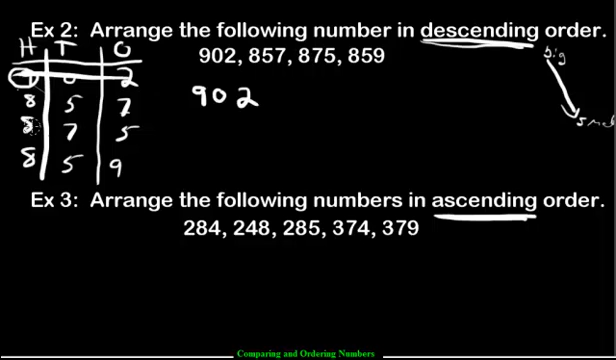 Ex 2: Arrange the following number in descending order.
H T O
902, 857, 875, 859
big
2
902
8 5 7
8 7 5
small
8 5 9
Ex 3: Arrange the following numbers in ascending order.
284, 248, 285, 374, 379
Comparing and Ordering Numbers